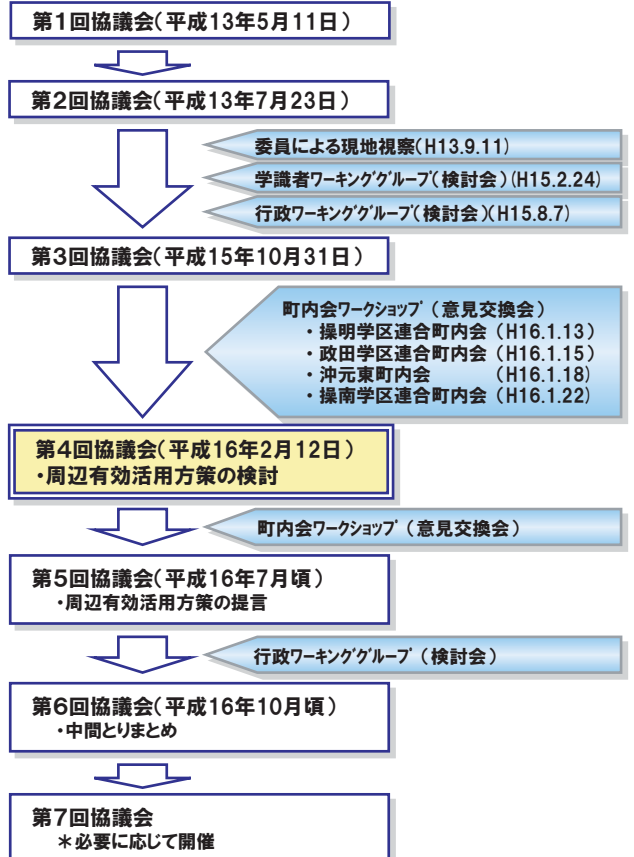 第1回協議会(平成13年5月11日)
第2回協議会(平成13年7月23日)
委員による現地視察(H13.9.11)
学識者ワーキンググループ(検討会)(H15.2.24)
行政ワーキンググループ(検討会)(H15.8.7)
第3回協議会(平成15年10月31日)
町内会ワークショップ(意見交換会)
・操明学区連合町内会(H16.1.13)
・政田学区連合町内会(H16.1.15)
・沖元東町内会(H16.1.18)
・操南学区連合町内会(H16.1.22)
第4回協議会(平成16年2月12日)
・周辺有効活用方策の検討
町内会ワークショップ(意見交換会)
第5回協議会(平成16年7月頃)
・周辺有効活用方策の提言
行政ワーキンググループ(検討会)
第6回協議会(平成16年10月頃)
・中間とりまとめ
第7回協議会
＊必要に応じて開催